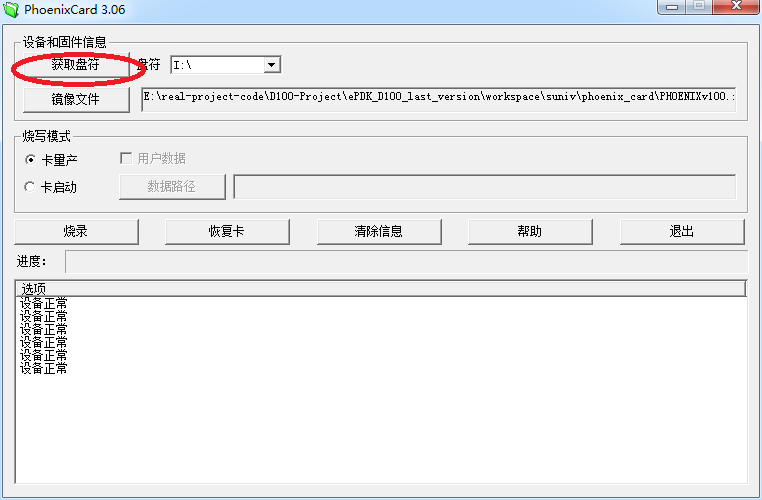 PhoenixCard 3.06
设备和固件信息
获取盘符 盘符 I:\
镜像文件 E:\real-project-code\D100-Project\ePDK_D100_last_version\workspace\suniv\phoenix_card\PHOENIXv100.
烧写模式
卡量产 用户数据
卡启动 数据路径
烧录 恢复卡 清除信息 帮助 退出
进度：
选项
设备正常
设备正常
设备正常
设备正常
设备正常
设备正常